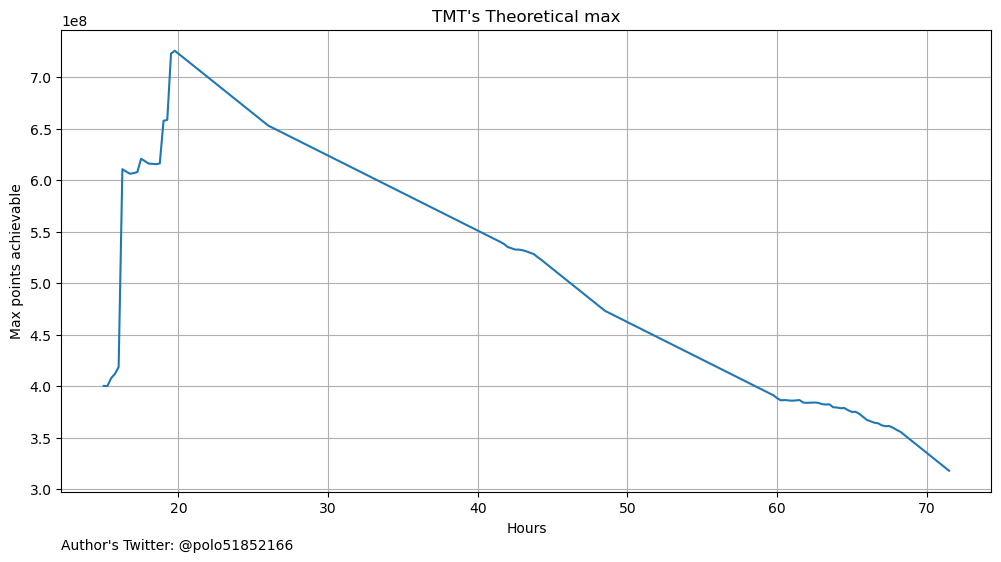 TMT's Theoretical max
1e8
7.0
6.5
6.0
5.5
5.0
4.5
4.0
3.5
3.0
Max points achievable
20 30 40 50 60 70
Hours
Author's Twitter: @polo51852166